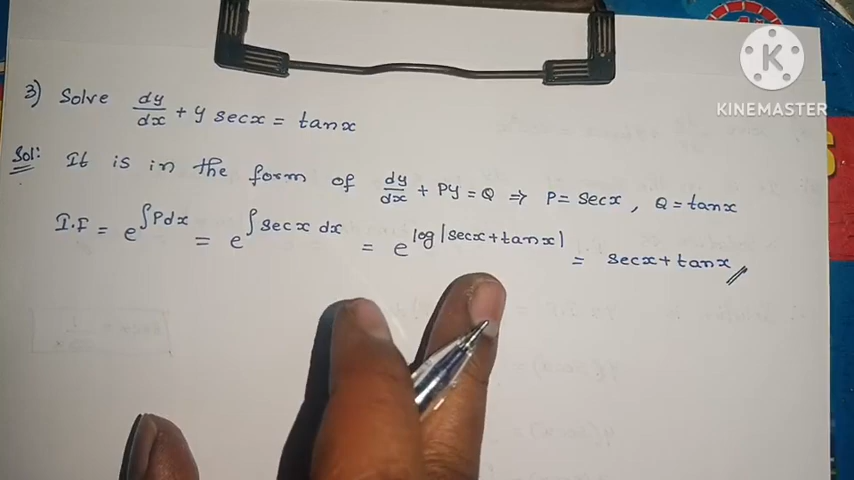 3) Solve dy/dx + y secx = tanx
Sol: It is in the form of dy/dx + Py = Q ⇒ P = secx, Q = tanx
I.F = e^∫Pdx = e^∫secx dx = e^log|secx+tanx| = secx+tanx
K
KINEMASTER